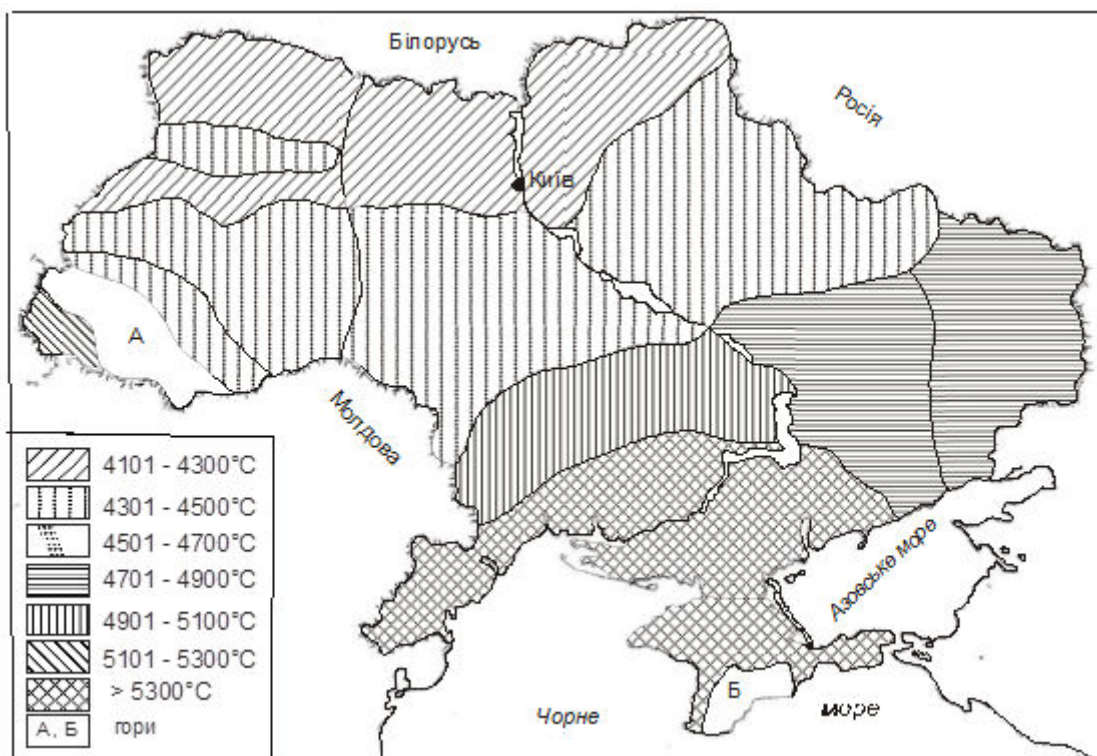 Білорусь
Росія
Київ
А
Молдова
4101 - 4300°C
4301 - 4500°C
4501 - 4700°C
4701 - 4900°C
4901 - 5100°C
5101 - 5300°C
> 5300°C
А, Б гори
Азовське море
Б
Чорне море